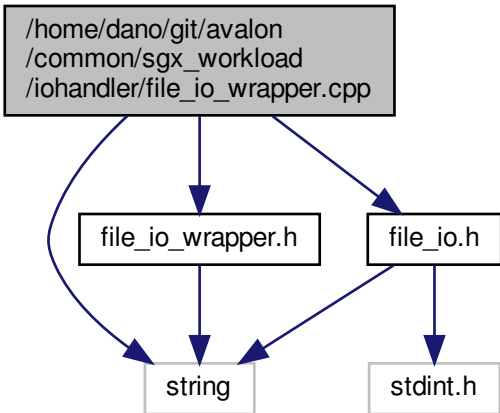 /home/dano/git/avalon
/common/sgx_workload
/iohandler/file_io_wrapper.cpp
file_io_wrapper.h
file_io.h
string
stdint.h